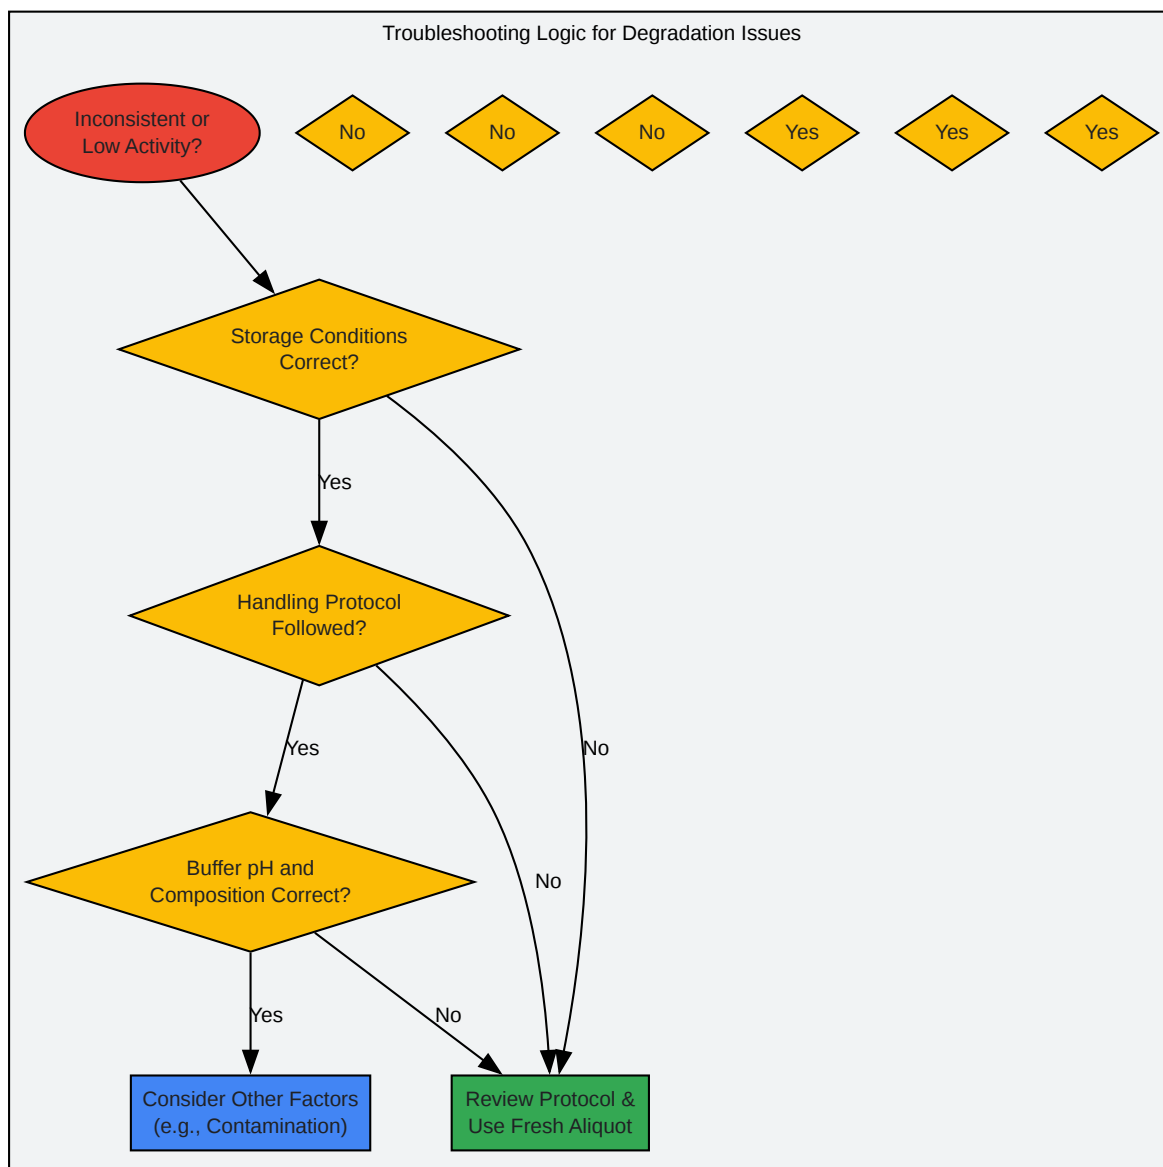 Troubleshooting Logic for Degradation Issues
Inconsistent or
Low Activity?
No
No
No
Yes
Yes
Yes
Storage Conditions
Correct?
Yes
Handling Protocol
Followed?
Yes
No
Buffer pH and
Composition Correct?
No
Yes
No
Consider Other Factors
(e.g., Contamination)
Review Protocol &
Use Fresh Aliquot